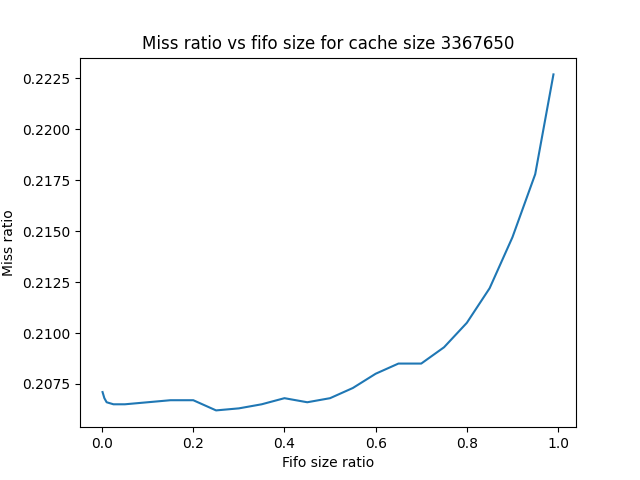 Miss ratio vs fifo size for cache size 3367650
0.2225
0.2200
0.2175
0.2150
0.2125
0.2100
0.2075
Miss ratio
0.0 0.2 0.4 0.6 0.8 1.0
Fifo size ratio